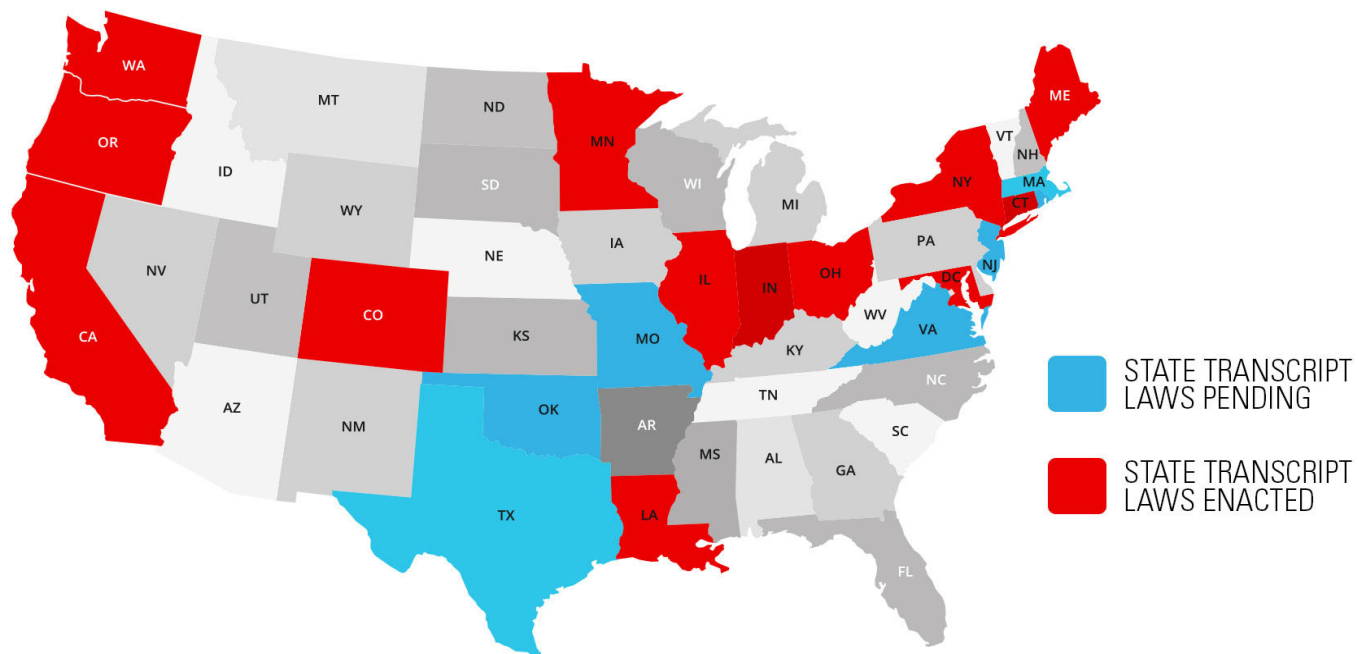 WA
ME
MT
ND
VT
OR
MN
NH
ID
SD
WI
NY
MA
MI
CT
WY
IA
PA
NE
NJ
NV
OH
DC
IL
IN
UT
CO
WV
VA
CA
KS
MO
KY
STATE TRANSCRIPT
LAWS PENDING
NC
TN
AZ
OK
NM
AR
SC
MS
AL
GA
STATE TRANSCRIPT
LAWS ENACTED
TX
LA
FL